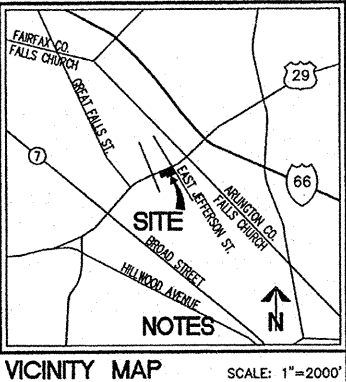 FAIRFAX CO.
FALLS CHURCH
GREAT FALLS ST.
29
7
66
EAST JEFFERSON ST.
ARLINGTON CO.
FALLS CHURCH
SITE
BROAD STREET
HILLWOOD AVENUE
NOTES
N
VICINITY MAP
SCALE: 1"=2000'